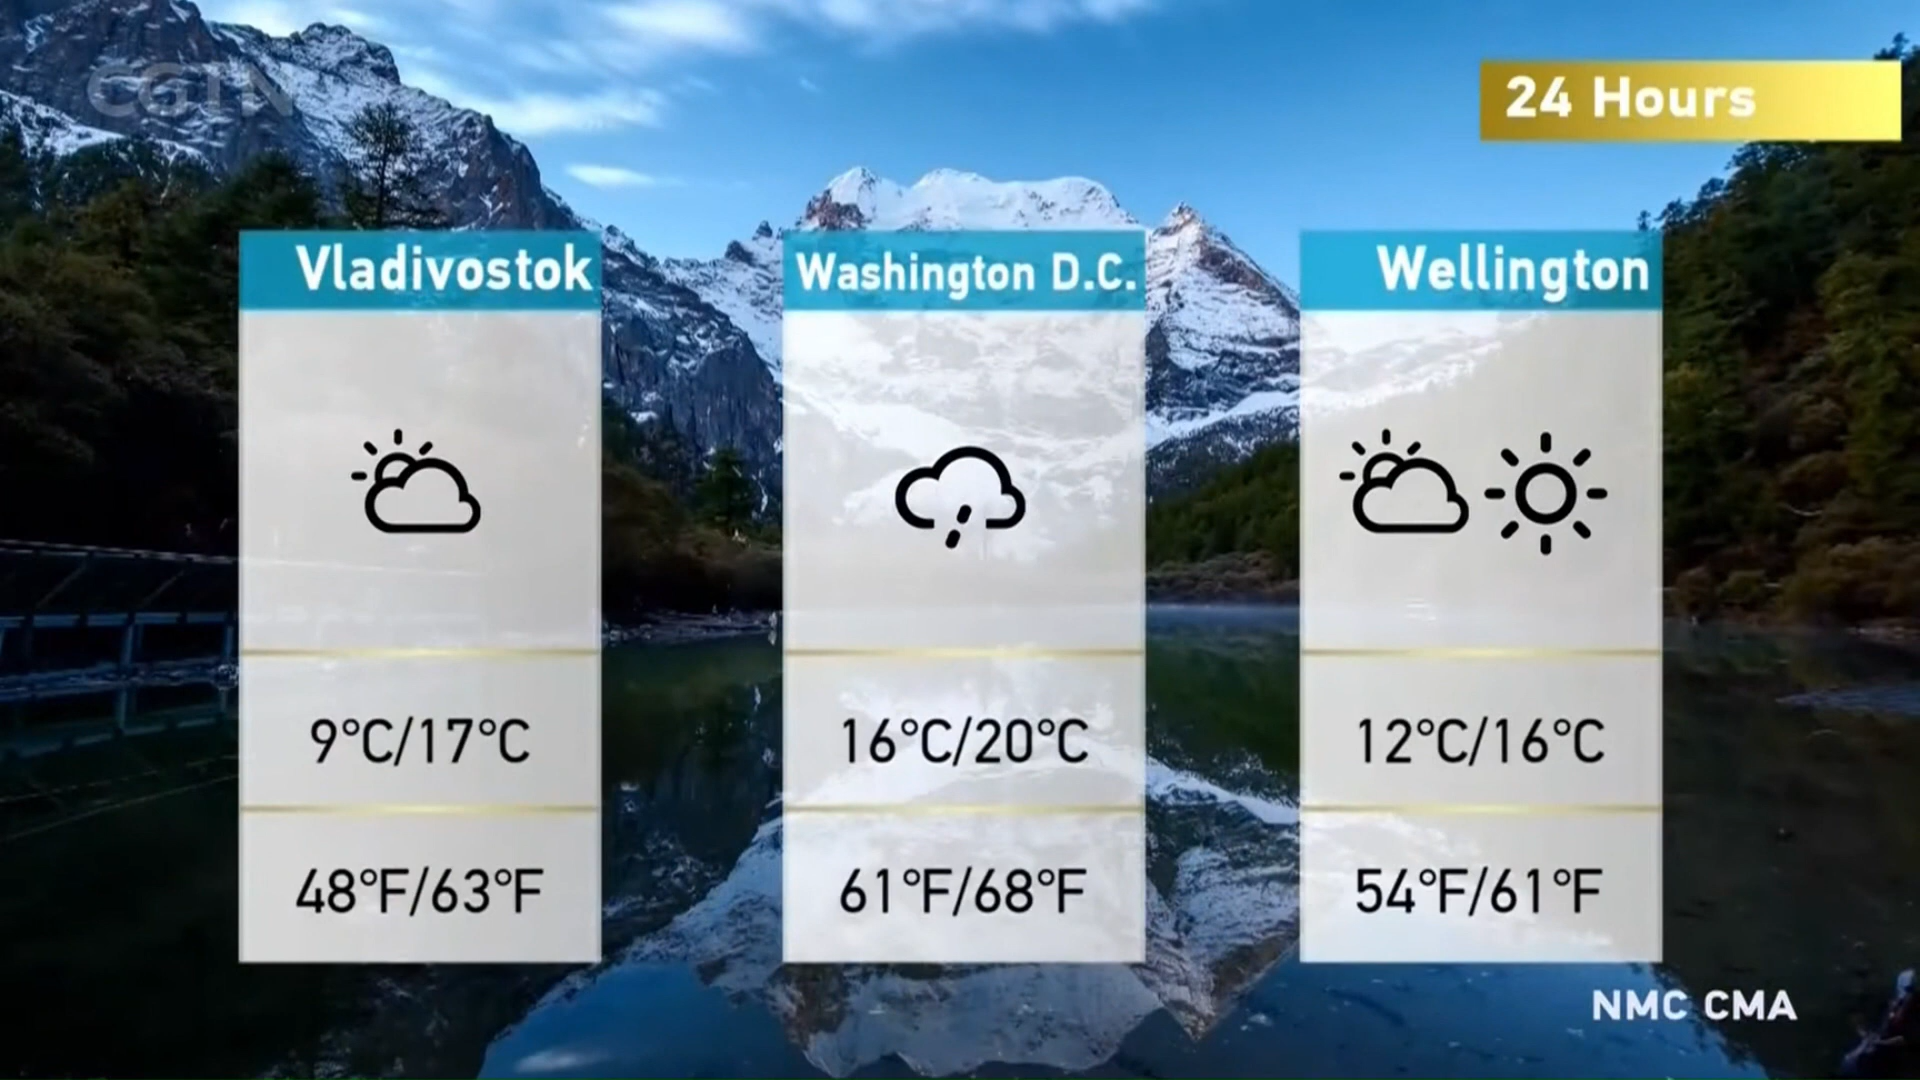 CGTN
24 Hours
Vladivostok
9°C/17°C
48°F/63°F
Washington D.C.
16°C/20°C
61°F/68°F
Wellington
12°C/16°C
54°F/61°F
NMC CMA